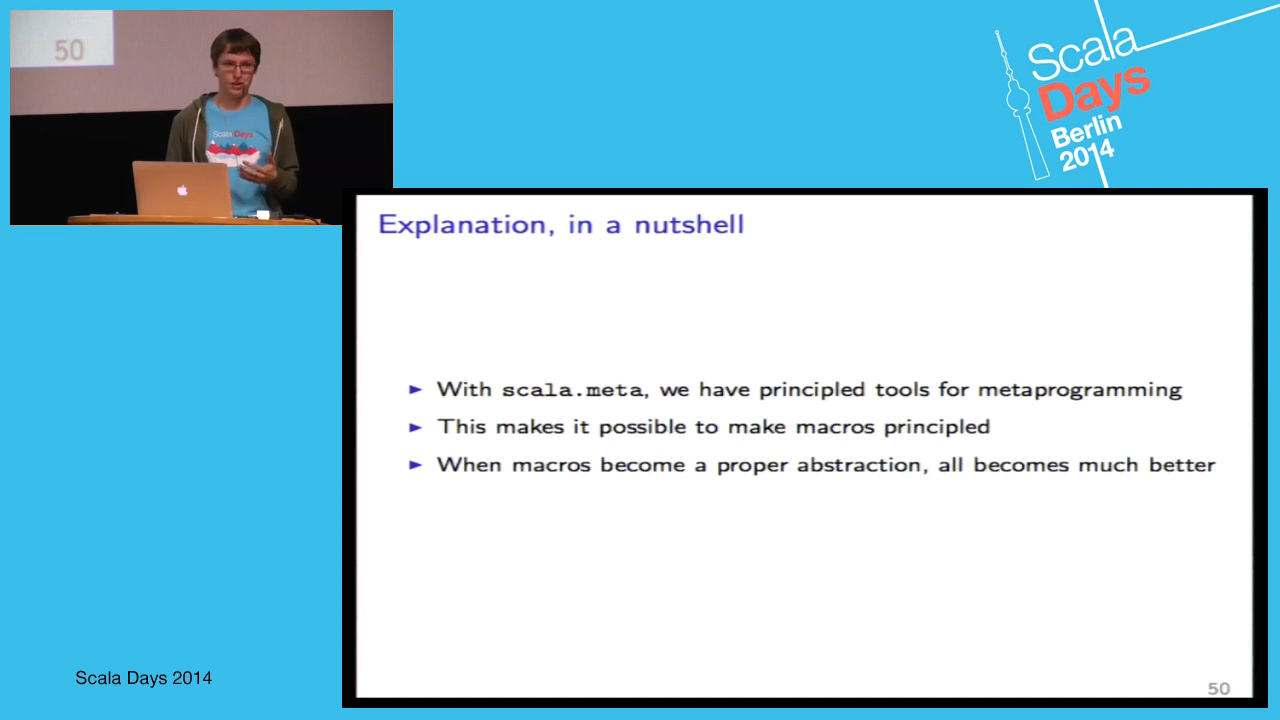 50
Scala Days
Scala
Days
Berlin
2014
Explanation, in a nutshell
With scala.meta, we have principled tools for metaprogramming
This makes it possible to make macros principled
When macros become a proper abstraction, all becomes much better
50
Scala Days 2014